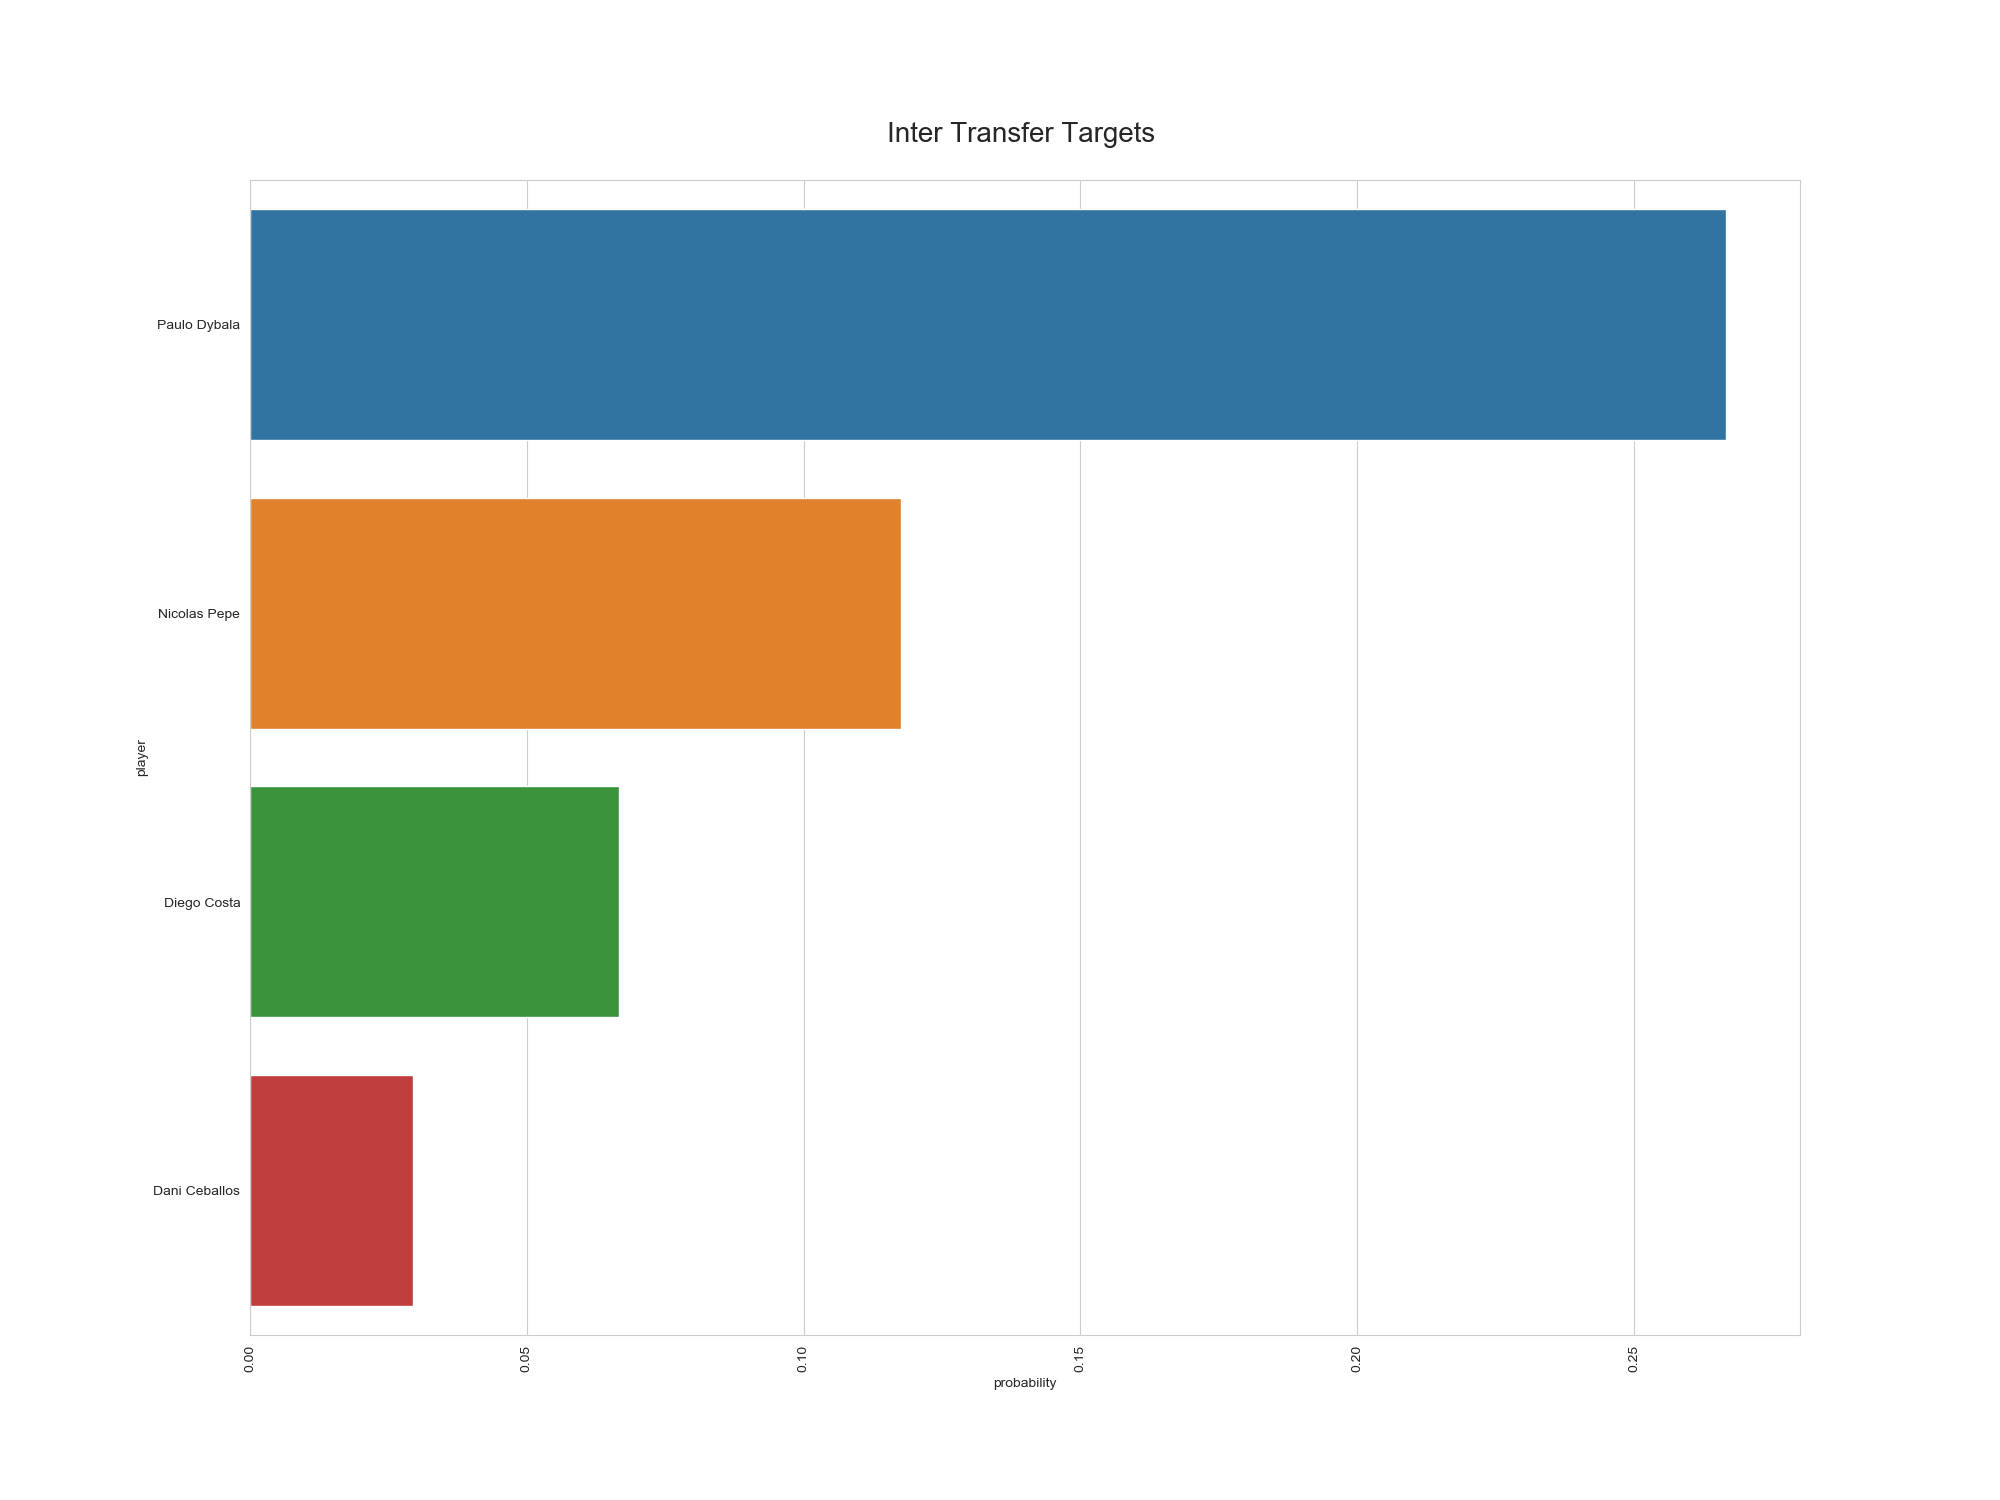 Inter Transfer Targets
Paulo Dybala
Nicolas Pepe
player
Diego Costa
Dani Ceballos
0.00
0.05
0.10
0.15
0.20
0.25
probability